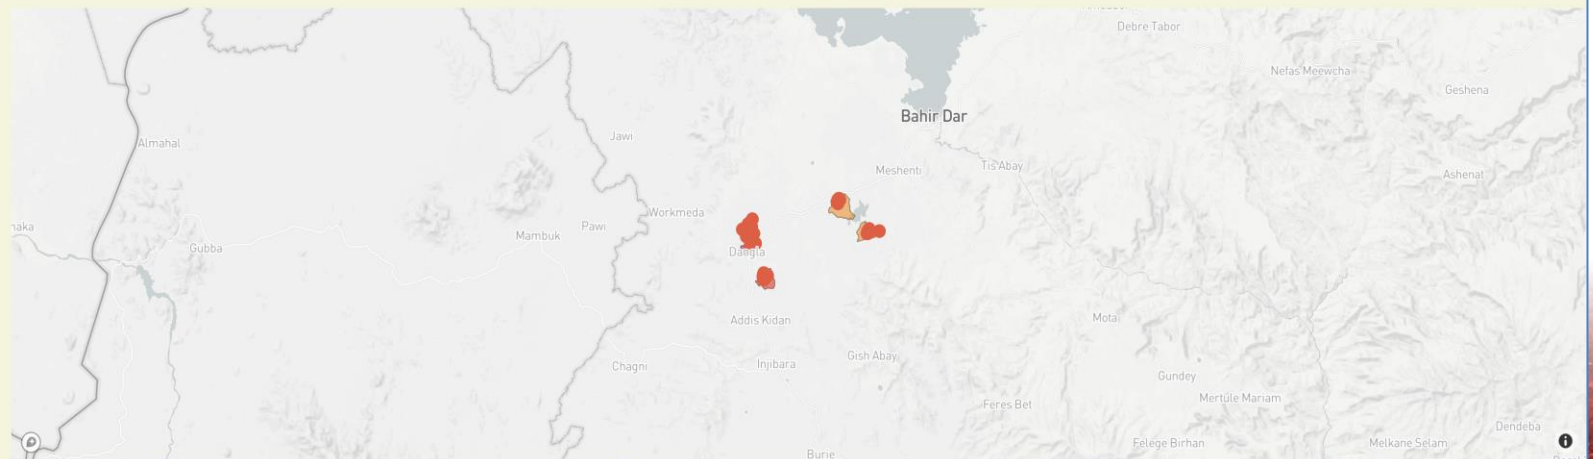 Debre Tabor
Nefas Meewcha
Geshena
Bahir Dar
Almahal
Jawi
Meshenti
Tis Abay
Ashenat
Workmeda
naka
Gubba
Mambuk
Pawi
Dangla
Addis Kidan
Mota
Chagni
Injibara
Gish Abay
Gundey
Mertule Mariam
Feres Bet
Dendeba
Felege Birhan
Melkane Selam
Burie